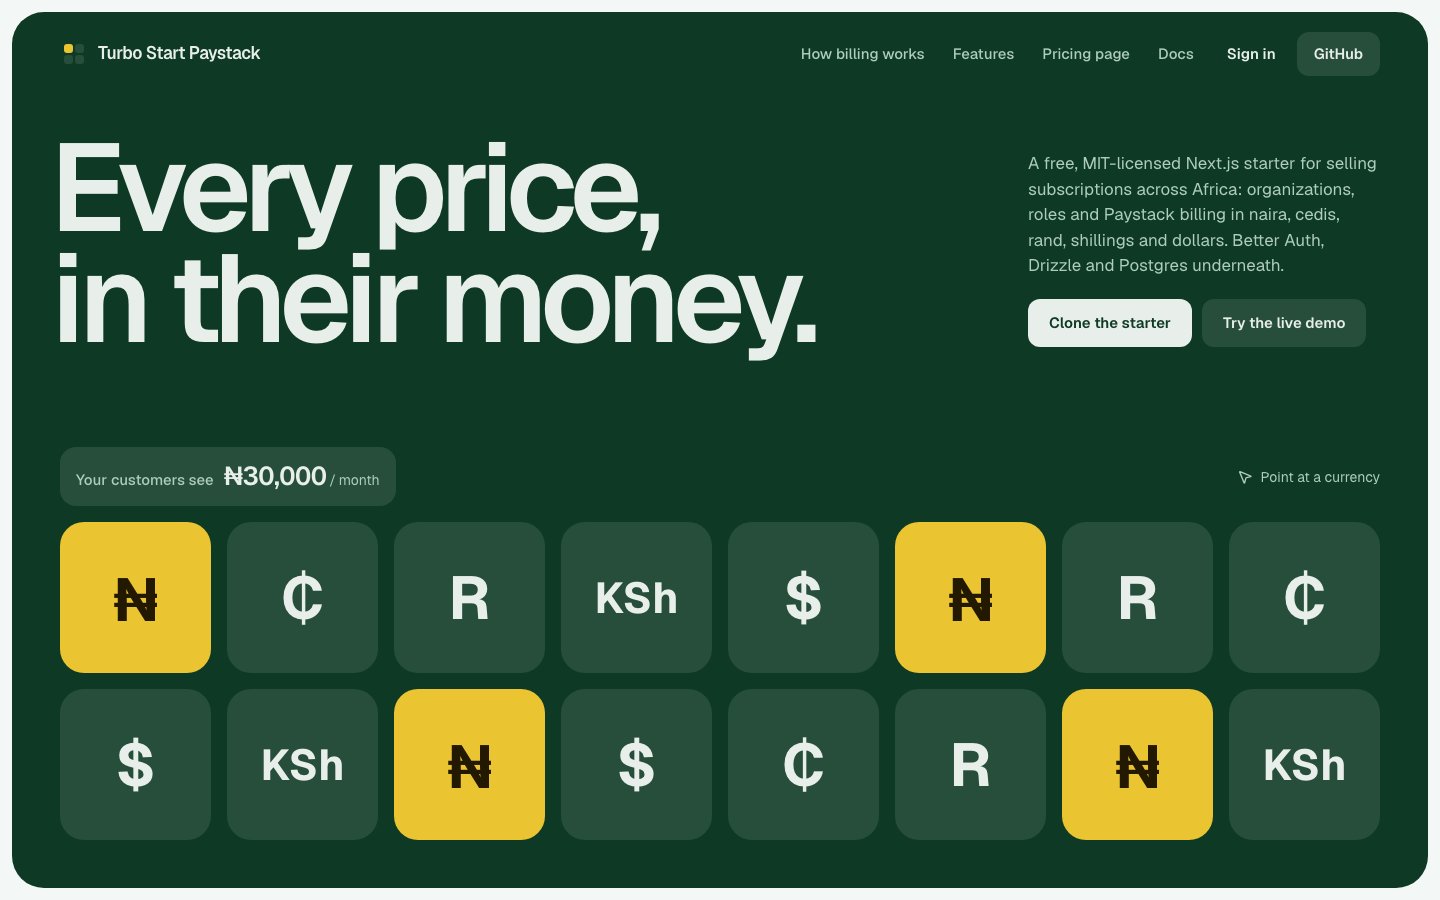 Turbo Start Paystack
How billing works
Features
Pricing page
Docs
Sign in
GitHub
Every price,
in their money.
A free, MIT-licensed Next.js starter for selling
subscriptions across Africa: organizations,
roles and Paystack billing in naira, cedis,
rand, shillings and dollars. Better Auth,
Drizzle and Postgres underneath.
Clone the starter
Try the live demo
Your customers see ₦30,000 / month
Point at a currency
₦ ₵ R KSh $ ₦ R ₵
$ KSh ₦ $ ₵ R ₦ KSh